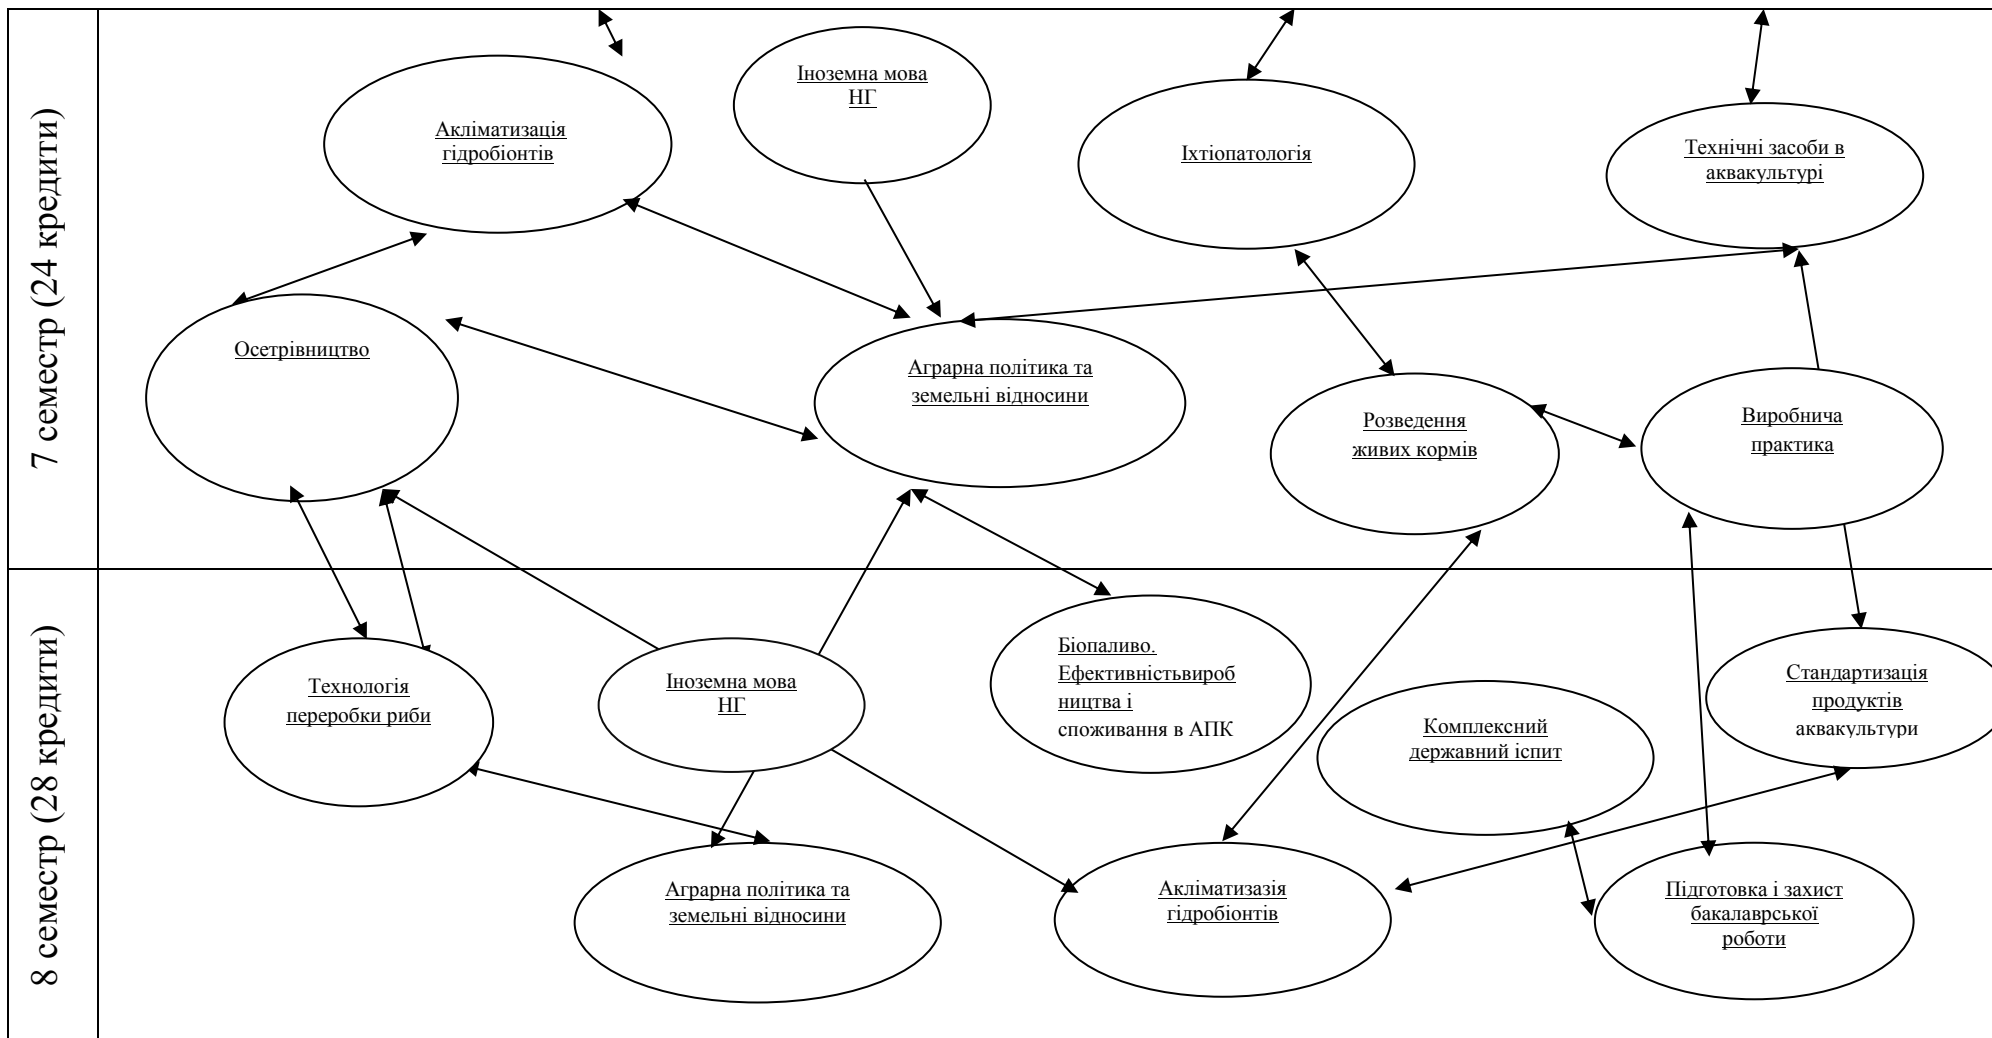 7 семестр (24 кредити)
Акліматизація
гідробіонтів
Іноземна мова
НГ
Іхтіопатологія
Технічні засоби в
аквакультурі
Осетрівництво
Аграрна політика та
земельні відносини
Розведення
живих кормів
Виробнича
практика
8 семестр (28 кредити)
Технологія
переробки риби
Іноземна мова
НГ
Біопаливо.
Ефективністьвироб
ництва і
споживання в АПК
Комплексний
державний іспит
Стандартизація
продуктів
аквакультури
Аграрна політика та
земельні відносини
Акліматизазія
гідробіонтів
Підготовка і захист
бакалаврської
роботи